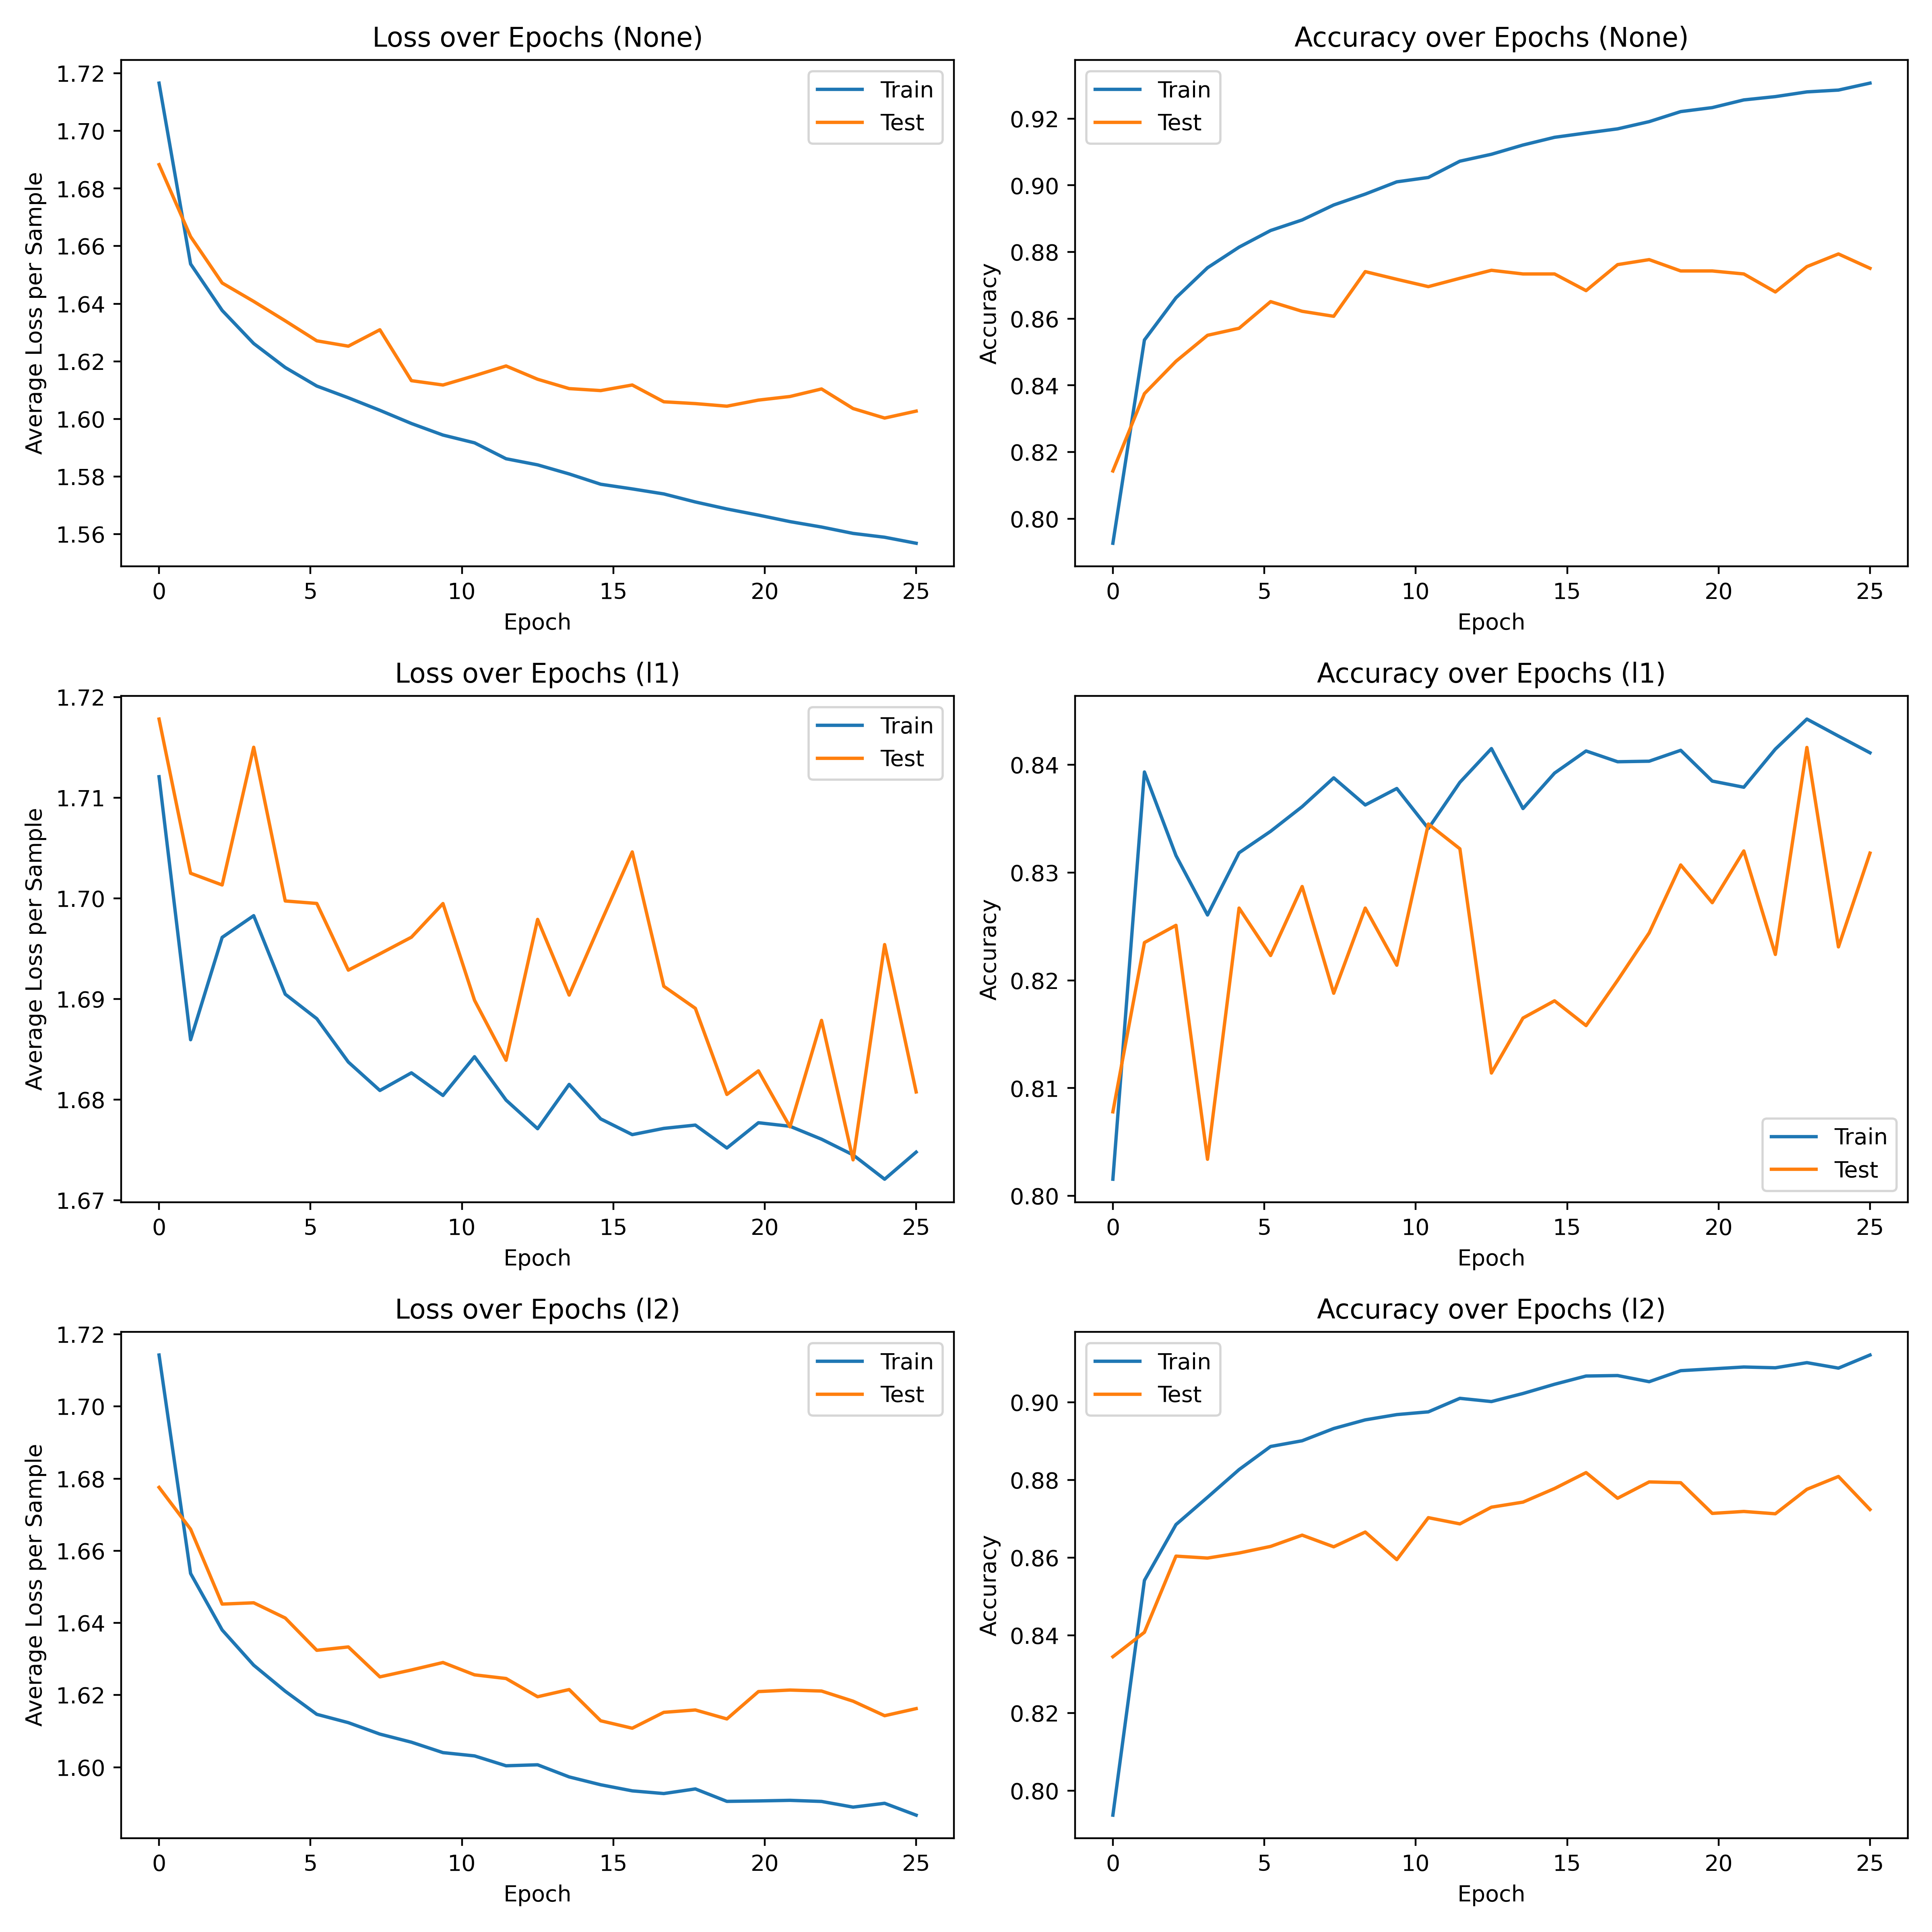 Loss over Epochs (None)
Average Loss per Sample
1.72
1.70
1.68
1.66
1.64
1.62
1.60
1.58
1.56
Train
Test
0 5 10 15 20 25
Epoch
Accuracy over Epochs (None)
Accuracy
0.92
0.90
0.88
0.86
0.84
0.82
0.80
Train
Test
0 5 10 15 20 25
Epoch
Loss over Epochs (l1)
Average Loss per Sample
1.72
1.71
1.70
1.69
1.68
1.67
Train
Test
0 5 10 15 20 25
Epoch
Accuracy over Epochs (l1)
Accuracy
0.84
0.83
0.82
0.81
0.80
Train
Test
0 5 10 15 20 25
Epoch
Loss over Epochs (l2)
Average Loss per Sample
1.72
1.70
1.68
1.66
1.64
1.62
1.60
Train
Test
0 5 10 15 20 25
Epoch
Accuracy over Epochs (l2)
Accuracy
0.90
0.88
0.86
0.84
0.82
0.80
Train
Test
0 5 10 15 20 25
Epoch